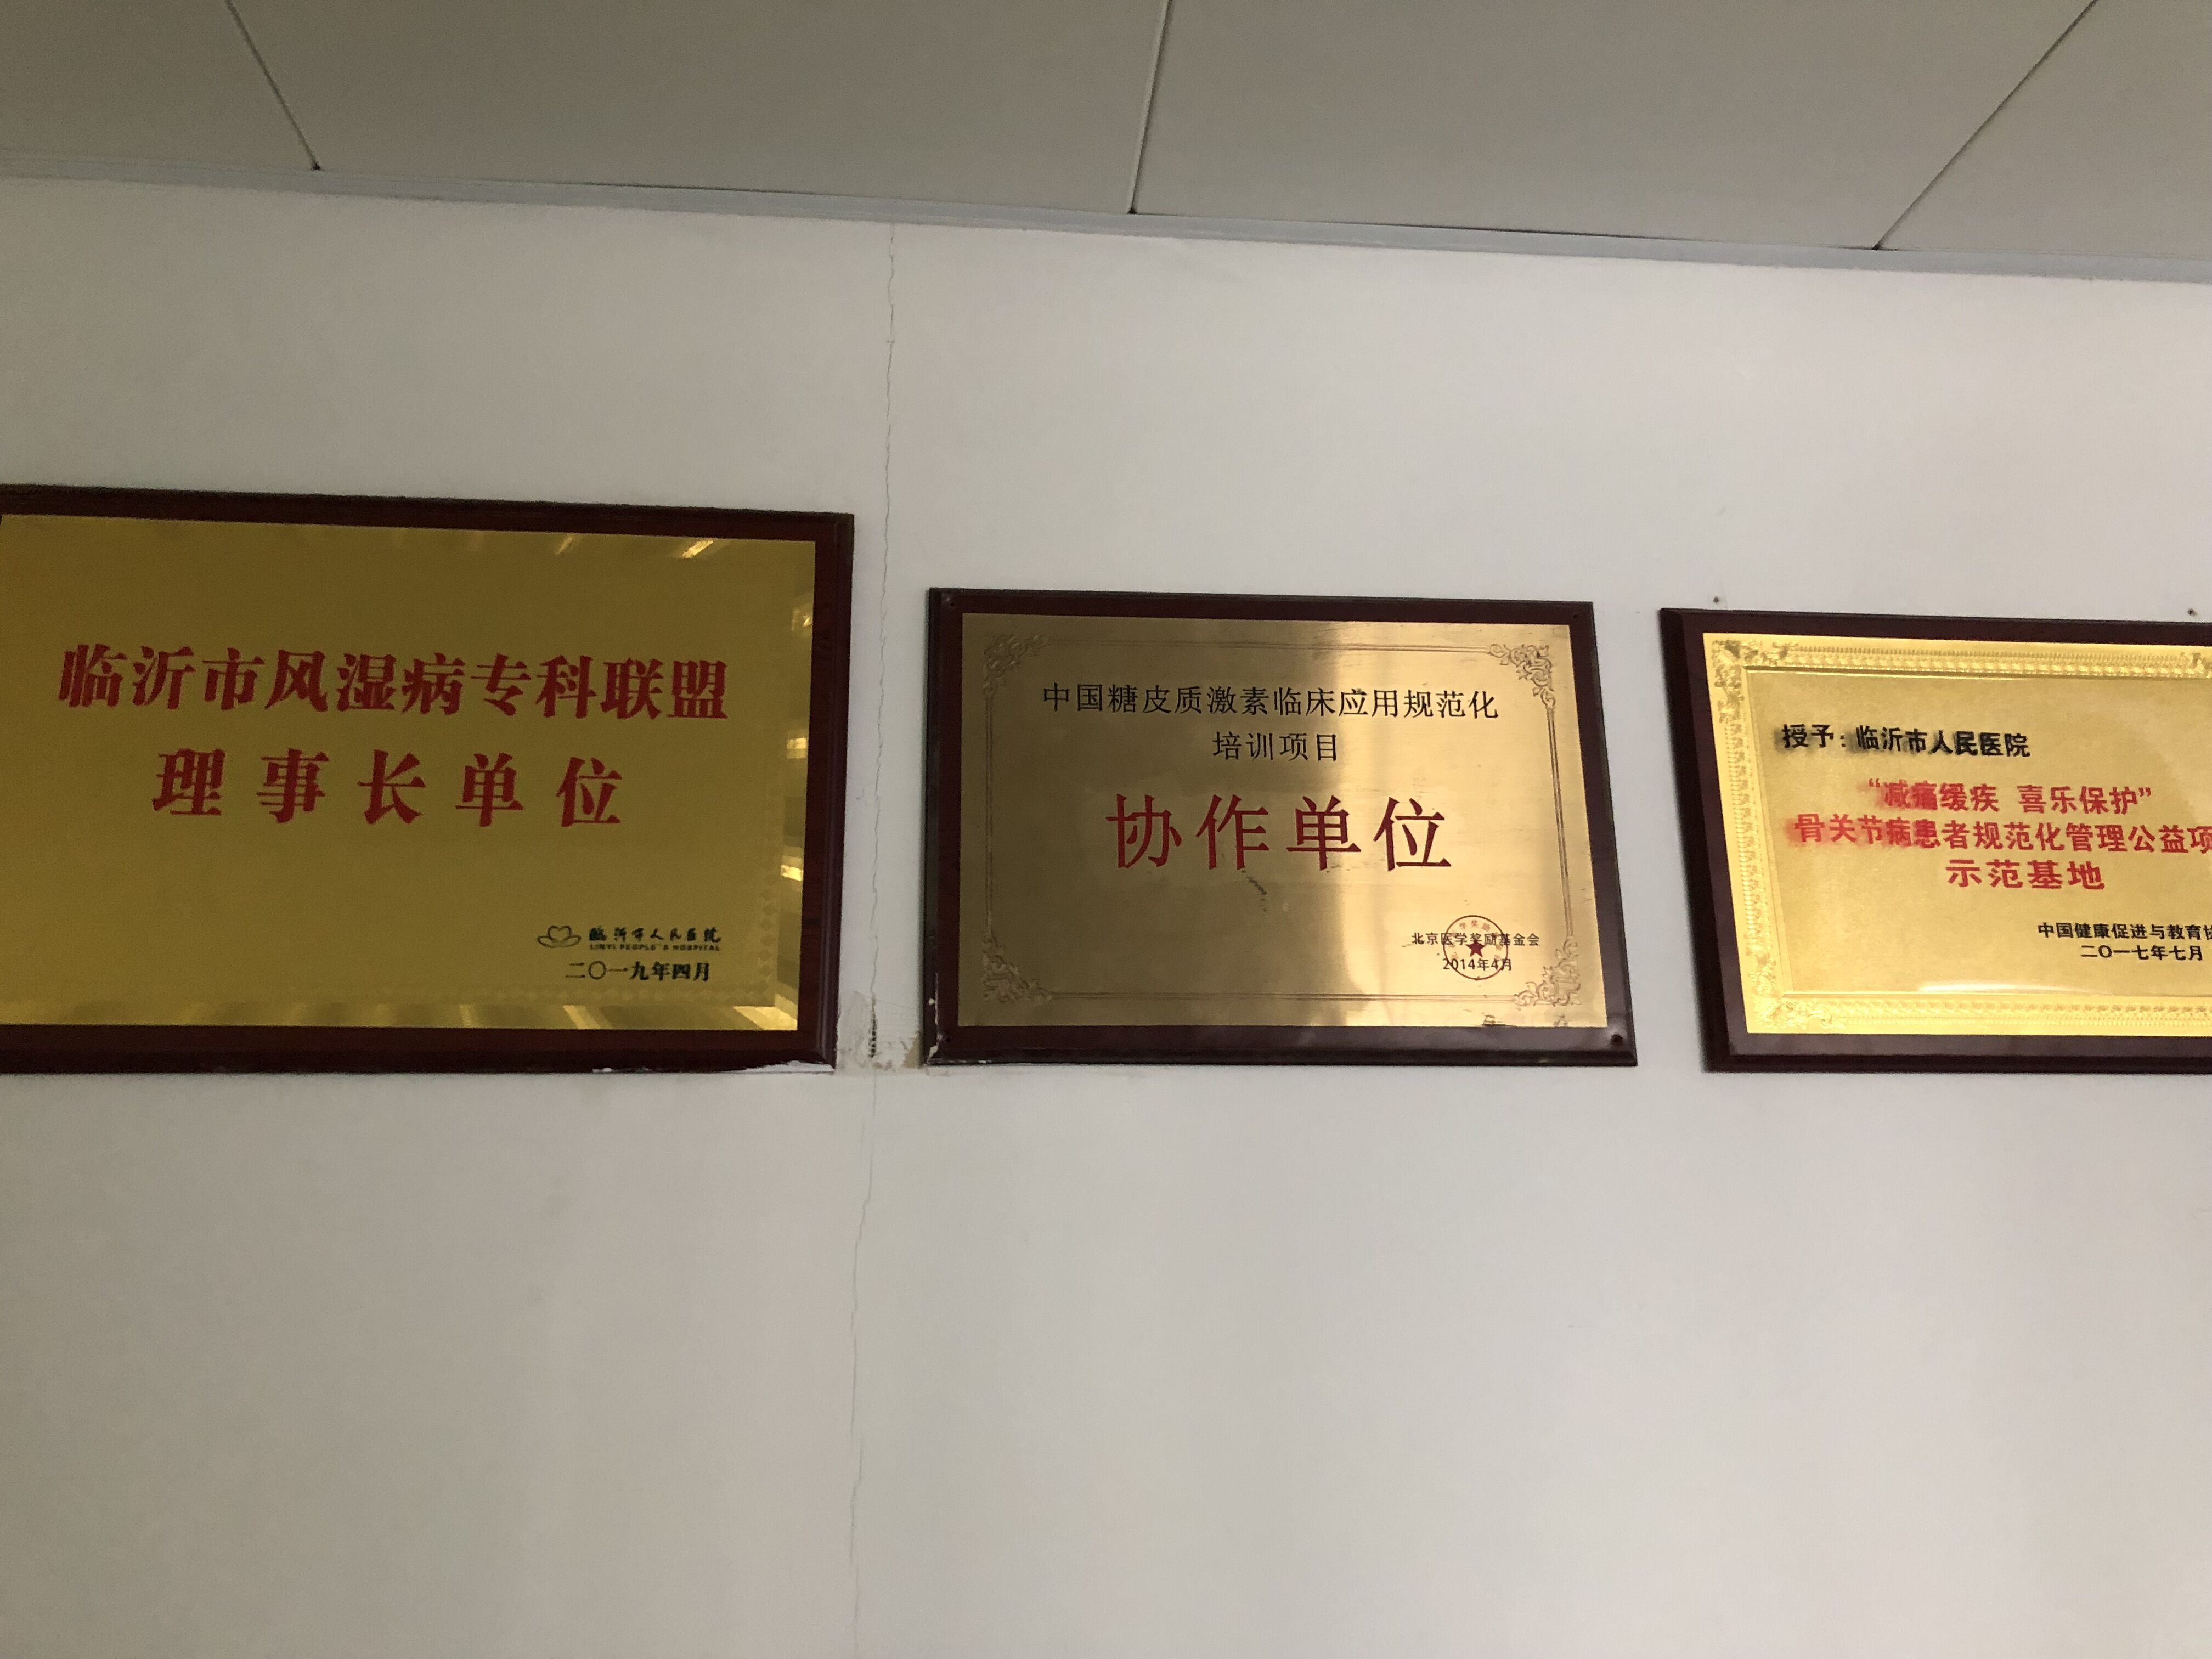 临沂市风湿病专科联盟
理事长单位
临沂市人民医院
LINYI PEOPLE'S HOSPITAL
二〇一九年四月
中国糖皮质激素临床应用规范化
培训项目
协作单位
北京医学奖励基金会
2014年4月
授予：临沂市人民医院
“减痛缓疾 喜乐保护”
骨关节病患者规范化管理公益项
示范基地
中国健康促进与教育协
二〇一七年七月